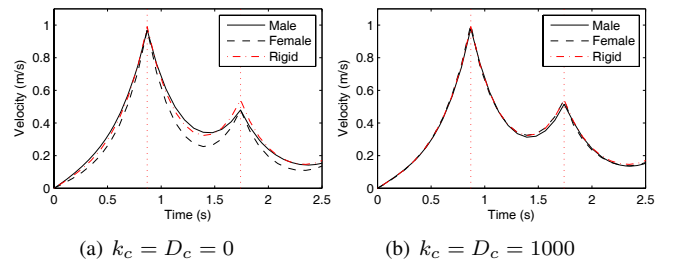 1
0.8
0.6
0.4
0.2
0
Velocity (m/s)
0 0.5 1 1.5 2 2.5
Time (s)
Male
Female
Rigid
(a) k_c = D_c = 0
1
0.8
0.6
0.4
0.2
0
Velocity (m/s)
0 0.5 1 1.5 2 2.5
Time (s)
Male
Female
Rigid
(b) k_c = D_c = 1000